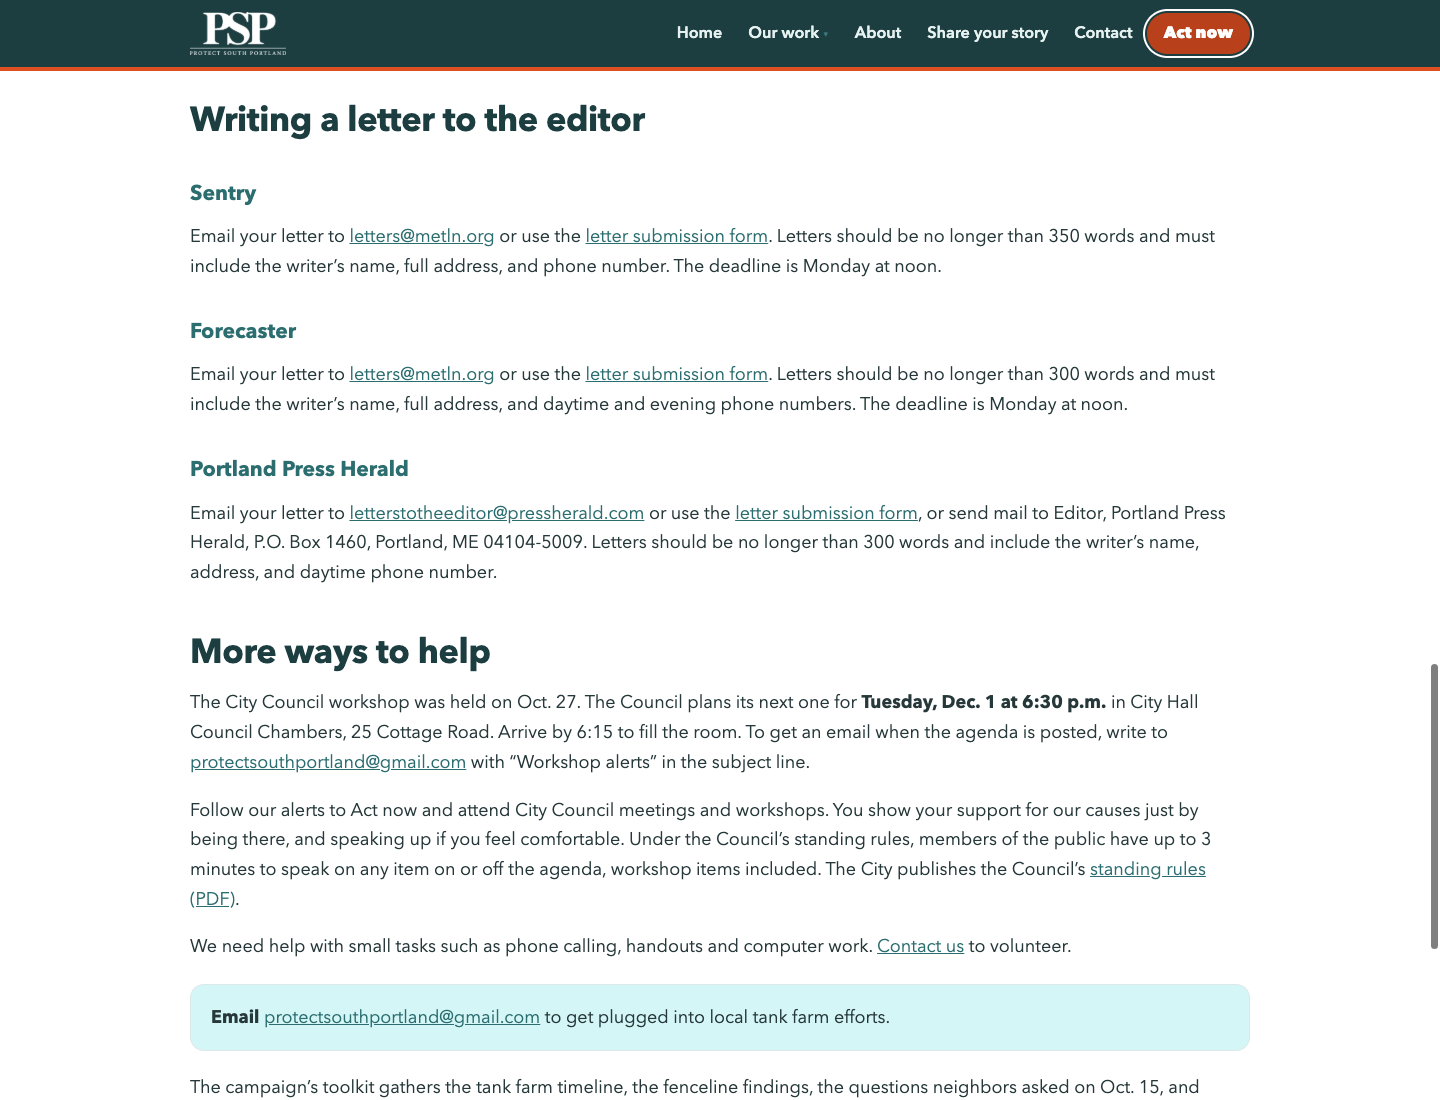 PSP
PROTECT SOUTH PORTLAND
Home
Our work
About
Share your story
Contact
Act now
Writing a letter to the editor
Sentry
Email your letter to letters@metln.org or use the letter submission form. Letters should be no longer than 350 words and must
include the writer’s name, full address, and phone number. The deadline is Monday at noon.
Forecaster
Email your letter to letters@metln.org or use the letter submission form. Letters should be no longer than 300 words and must
include the writer’s name, full address, and daytime and evening phone numbers. The deadline is Monday at noon.
Portland Press Herald
Email your letter to letterstotheeditor@pressherald.com or use the letter submission form, or send mail to Editor, Portland Press
Herald, P.O. Box 1460, Portland, ME 04104-5009. Letters should be no longer than 300 words and include the writer’s name,
address, and daytime phone number.
More ways to help
The City Council workshop was held on Oct. 27. The Council plans its next one for Tuesday, Dec. 1 at 6:30 p.m. in City Hall
Council Chambers, 25 Cottage Road. Arrive by 6:15 to fill the room. To get an email when the agenda is posted, write to
protectsouthportland@gmail.com with “Workshop alerts” in the subject line.
Follow our alerts to Act now and attend City Council meetings and workshops. You show your support for our causes just by
being there, and speaking up if you feel comfortable. Under the Council’s standing rules, members of the public have up to 3
minutes to speak on any item on or off the agenda, workshop items included. The City publishes the Council’s standing rules
(PDF).
We need help with small tasks such as phone calling, handouts and computer work. Contact us to volunteer.
Email protectsouthportland@gmail.com to get plugged into local tank farm efforts.
The campaign’s toolkit gathers the tank farm timeline, the fenceline findings, the questions neighbors asked on Oct. 15, and